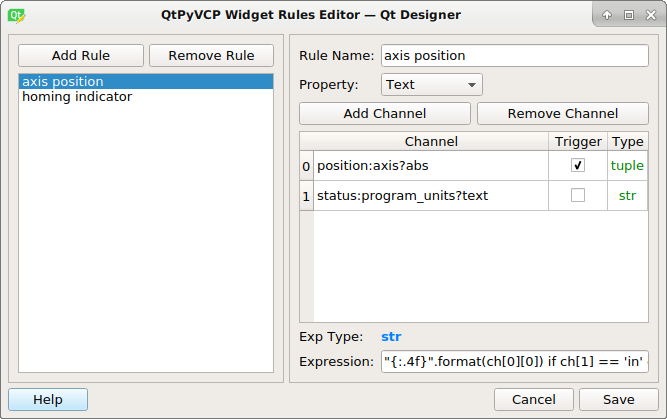 QtPyVCP Widget Rules Editor — Qt Designer
Add Rule Remove Rule
axis position
homing indicator
Rule Name: axis position
Property: Text
Add Channel Remove Channel
Channel Trigger Type
0 position:axis?abs tuple
1 status:program_units?text str
Exp Type: str
Expression: "{:.4f}".format(ch[0][0]) if ch[1] == 'in'
Help Cancel Save